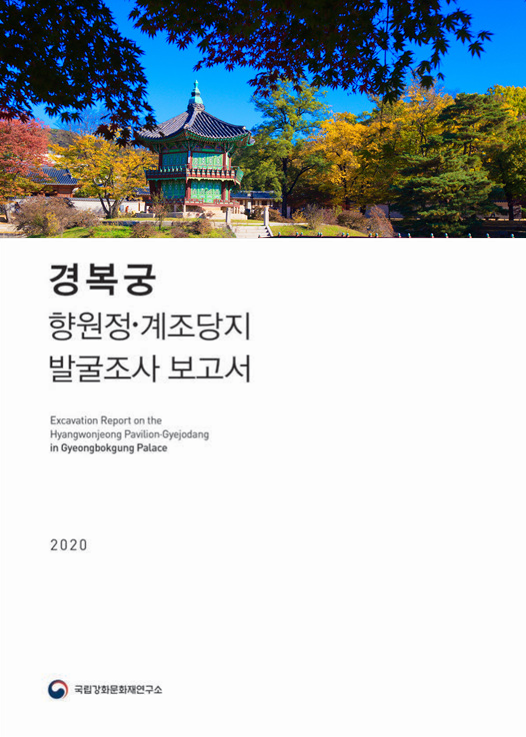 경복궁
향원정·계조당지
발굴조사 보고서
Excavation Report on the
Hyangwonjeong Pavilion·Gyejodang
in Gyeongbokgung Palace
2020
국립강화문화재연구소